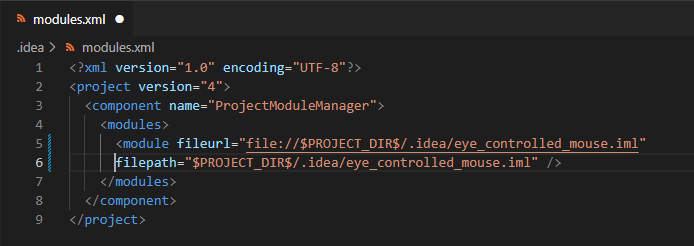 modules.xml
.idea > modules.xml
1 <?xml version="1.0" encoding="UTF-8"?>
2 <project version="4">
3 <component name="ProjectModuleManager">
4 <modules>
5 <module fileurl="file://$PROJECT_DIR$/.idea/eye_controlled_mouse.iml"
6 filepath="$PROJECT_DIR$/.idea/eye_controlled_mouse.iml" />
7 </modules>
8 </component>
9 </project>